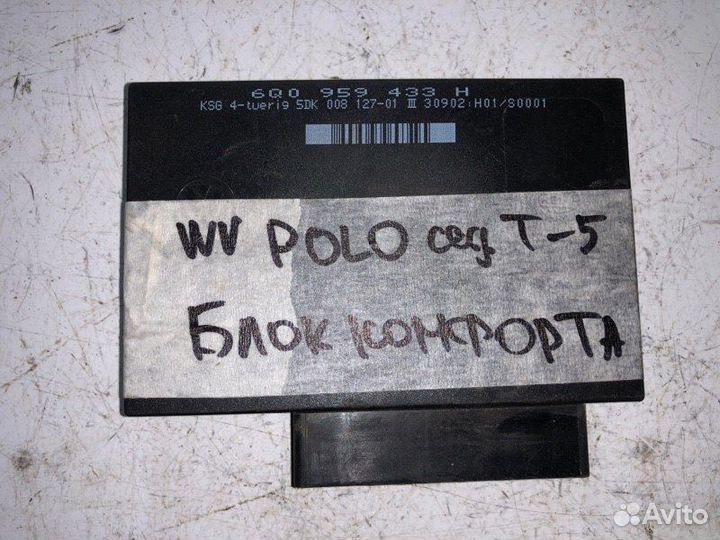 6Q0 959 433 H
KSG 4-tuerig 5DK 008 127-01 III 30902:H01/S0001
WV POLO сед T-5
Блок комфорта
Avito